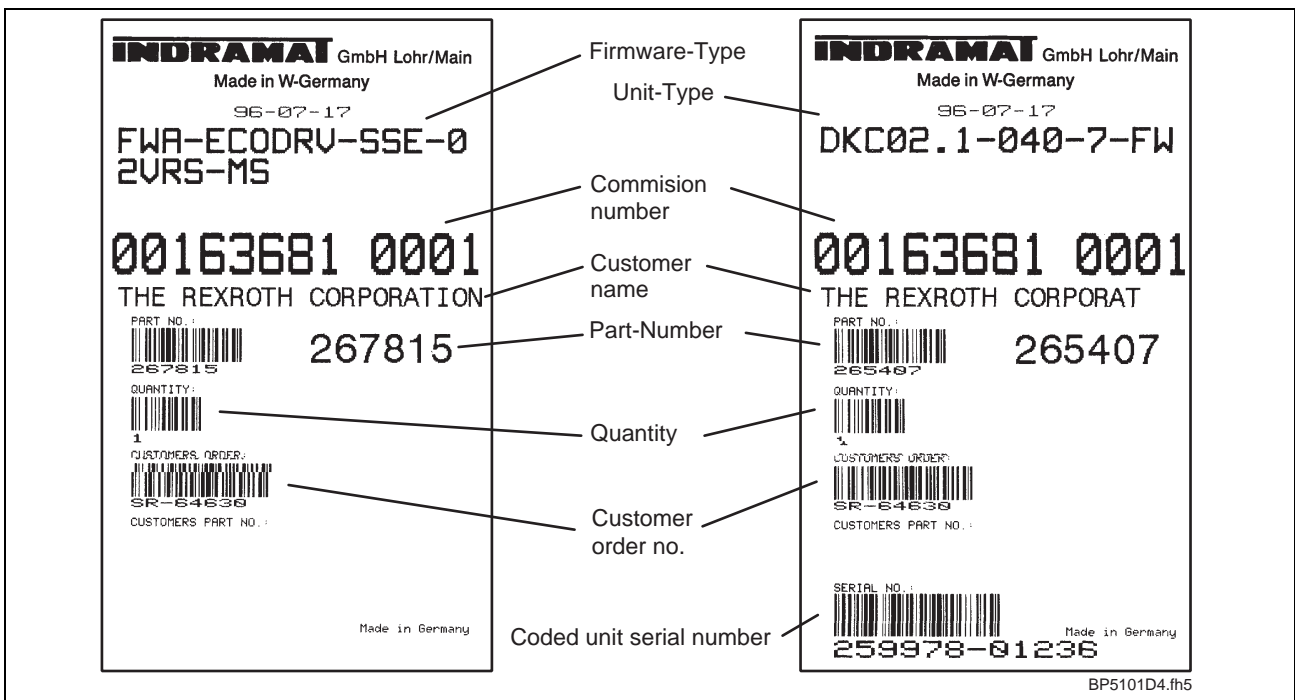 INDRAMAT GmbH Lohr/Main
Made in W-Germany
96-07-17
FWA-ECODRV-SSE-0
2VRS-MS
00163681 0001
THE REXROTH CORPORATION
PART NO.:
267815
267815
QUANTITY:
1
CUSTOMERS ORDER:
SR-64630
CUSTOMERS PART NO.:
Made in Germany
Firmware-Type
Unit-Type
Commision
number
Customer
name
Part-Number
Quantity
Customer
order no.
Coded unit serial number
INDRAMAT GmbH Lohr/Main
Made in W-Germany
96-07-17
DKC02.1-040-7-FW
00163681 0001
THE REXROTH CORPORAT
PART NO.:
265407
265407
QUANTITY:
1
CUSTOMERS ORDER:
SR-64630
CUSTOMERS PART NO.:
SERIAL NO.:
Made in Germany
259978-01236
BP5101D4.fh5